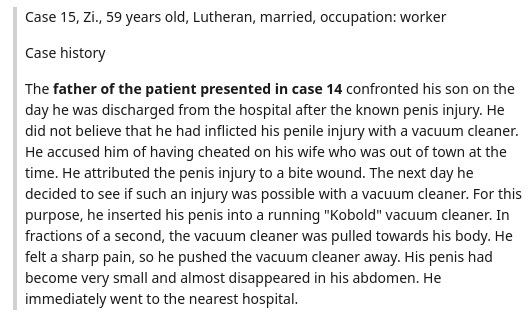 Case 15, Zi., 59 years old, Lutheran, married, occupation: worker
Case history
The father of the patient presented in case 14 confronted his son on the
day he was discharged from the hospital after the known penis injury. He
did not believe that he had inflicted his penile injury with a vacuum cleaner.
He accused him of having cheated on his wife who was out of town at the
time. He attributed the penis injury to a bite wound. The next day he
decided to see if such an injury was possible with a vacuum cleaner. For this
purpose, he inserted his penis into a running "Kobold" vacuum cleaner. In
fractions of a second, the vacuum cleaner was pulled towards his body. He
felt a sharp pain, so he pushed the vacuum cleaner away. His penis had
become very small and almost disappeared in his abdomen. He
immediately went to the nearest hospital.